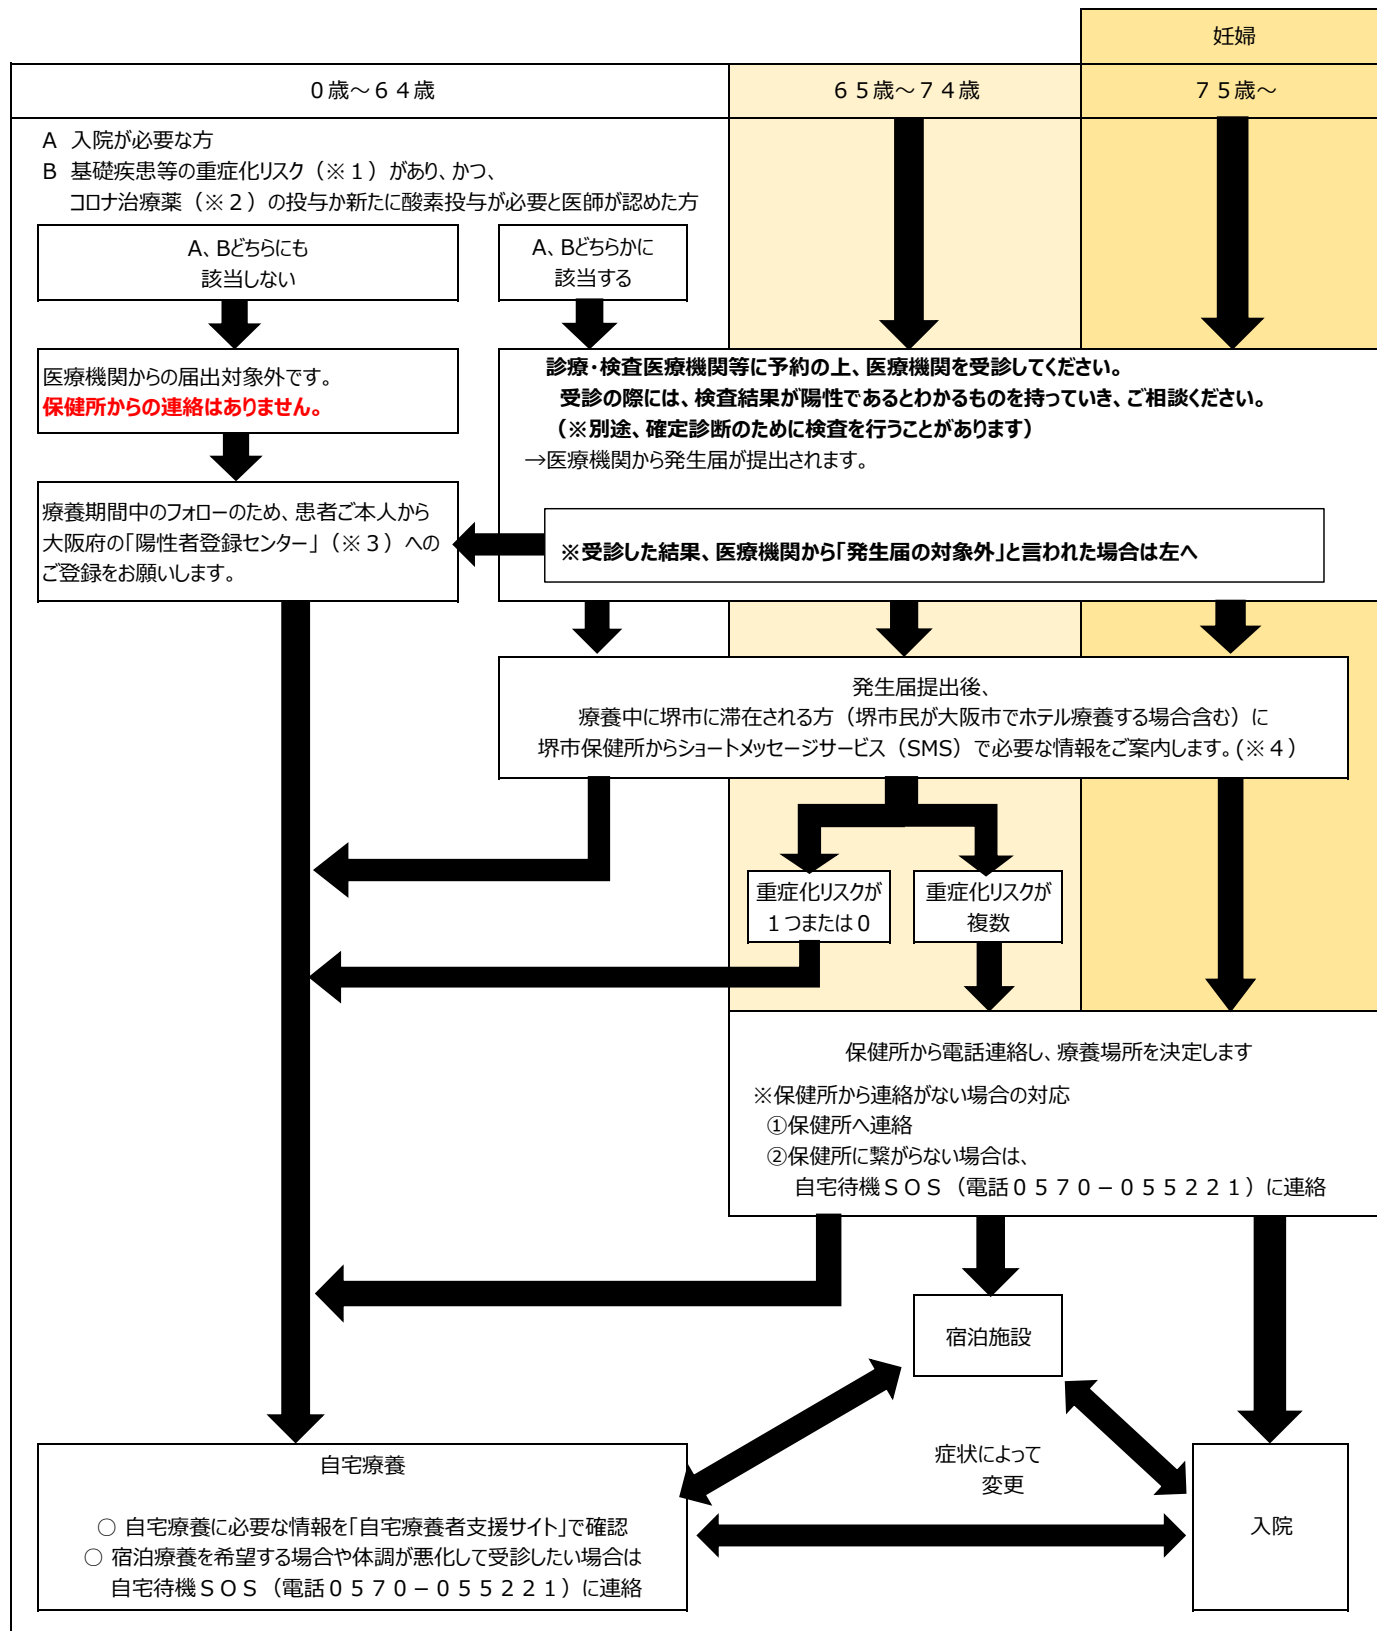 妊婦
0歳～64歳
65歳～74歳
75歳～
A 入院が必要な方
B 基礎疾患等の重症化リスク（※1）があり、かつ、
コロナ治療薬（※2）の投与か新たに酸素投与が必要と医師が認めた方
A、Bどちらにも
該当しない
A、Bどちらかに
該当する
医療機関からの届出対象外です。
保健所からの連絡はありません。
診療・検査医療機関等に予約の上、医療機関を受診してください。
受診の際には、検査結果が陽性であるとわかるものを持っていき、ご相談ください。
（※別途、確定診断のために検査を行うことがあります）
→医療機関から発生届が提出されます。
療養期間中のフォローのため、患者ご本人から
大阪府の「陽性者登録センター」（※3）への
ご登録をお願いします。
※受診した結果、医療機関から「発生届の対象外」と言われた場合は左へ
発生届提出後、
療養中に堺市に滞在される方（堺市民が大阪市でホテル療養する場合含む）に
堺市保健所からショートメッセージサービス（SMS）で必要な情報をご案内します。(※4）
重症化リスクが
1つまたは0
重症化リスクが
複数
保健所から電話連絡し、療養場所を決定します
※保健所から連絡がない場合の対応
①保健所へ連絡
②保健所に繋がらない場合は、
自宅待機SOS（電話0570－055221）に連絡
宿泊施設
症状によって
変更
自宅療養
○ 自宅療養に必要な情報を「自宅療養者支援サイト」で確認
○ 宿泊療養を希望する場合や体調が悪化して受診したい場合は
自宅待機SOS（電話0570－055221）に連絡
入院